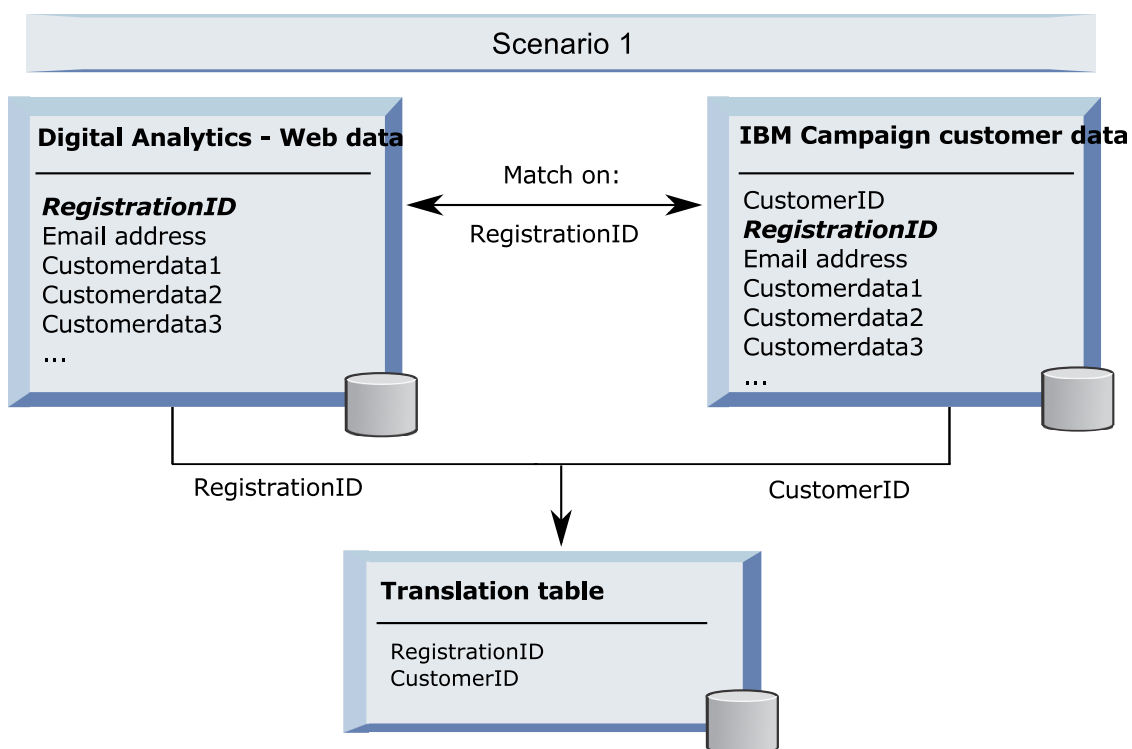 Scenario 1
Digital Analytics - Web data
RegistrationID
Email address
Customerdata1
Customerdata2
Customerdata3
...
Match on:
RegistrationID
IBM Campaign customer data
CustomerID
RegistrationID
Email address
Customerdata1
Customerdata2
Customerdata3
...
RegistrationID
CustomerID
Translation table
RegistrationID
CustomerID